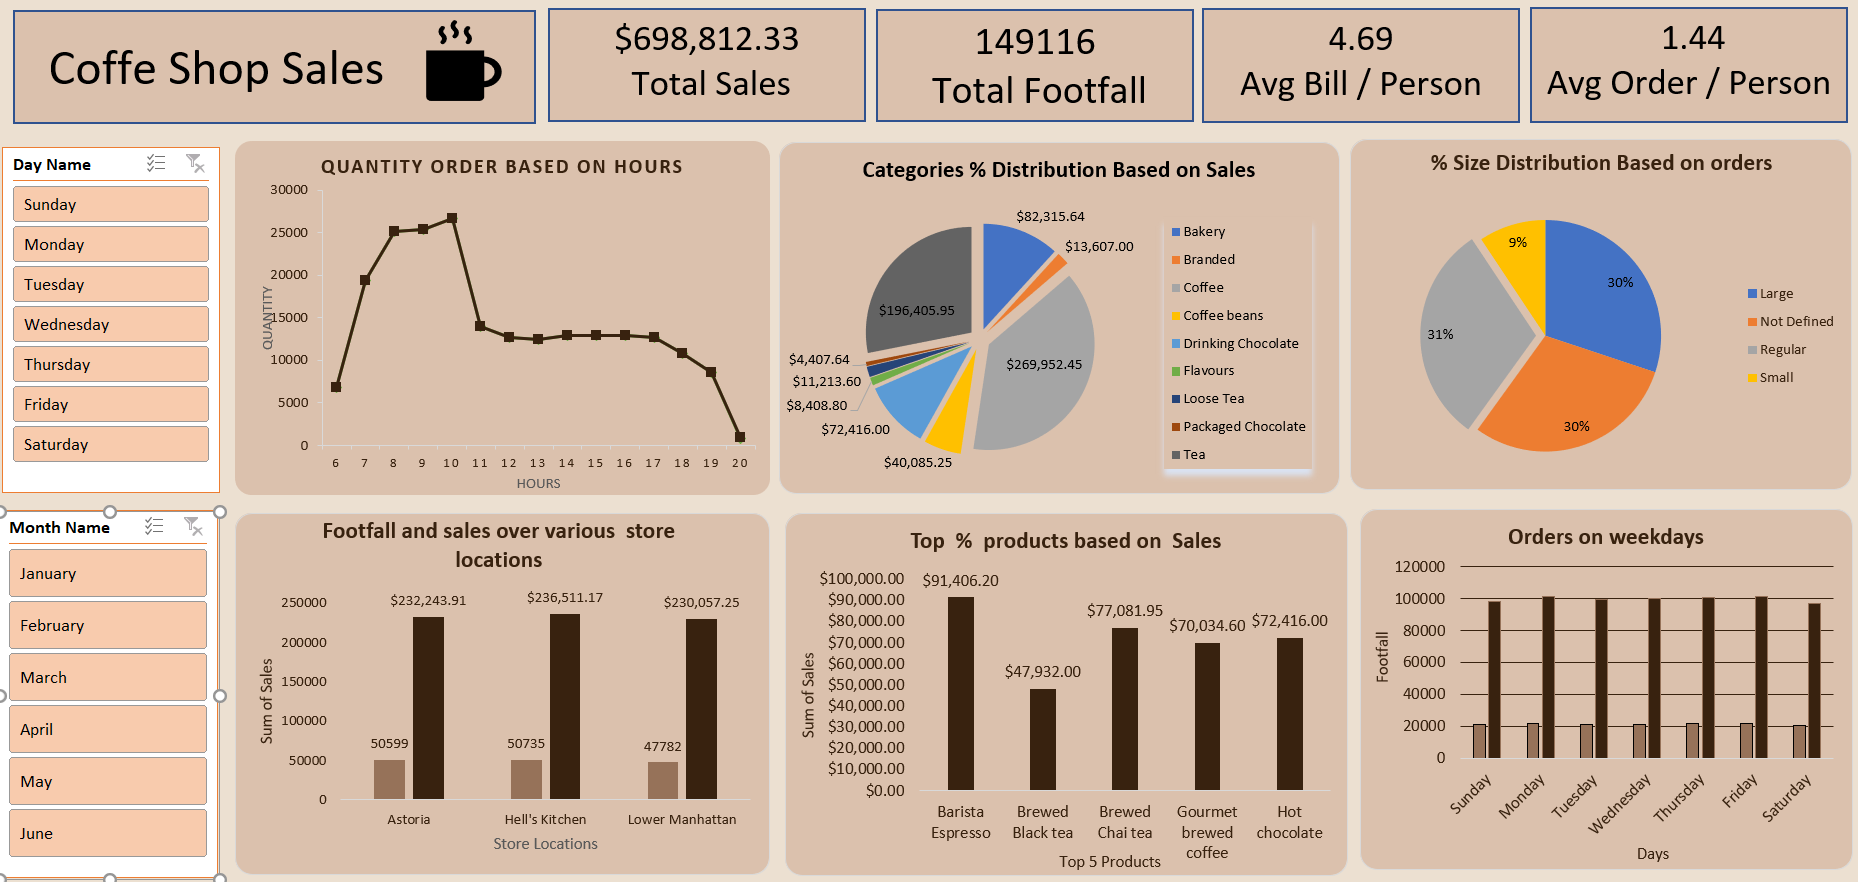 Coffe Shop Sales
$698,812.33
Total Sales
149116
Total Footfall
4.69
Avg Bill / Person
1.44
Avg Order / Person
Day Name
Sunday
Monday
Tuesday
Wednesday
Thursday
Friday
Saturday
Month Name
January
February
March
April
May
June
QUANTITY ORDER BASED ON HOURS
QUANTITY
30000
25000
20000
15000
10000
5000
0
6 7 8 9 10 11 12 13 14 15 16 17 18 19 20
HOURS
Categories % Distribution Based on Sales
$82,315.64
$13,607.00
$269,952.45
$40,085.25
$72,416.00
$8,408.80
$11,213.60
$4,407.64
$196,405.95
Bakery
Branded
Coffee
Coffee beans
Drinking Chocolate
Flavours
Loose Tea
Packaged Chocolate
Tea
% Size Distribution Based on orders
9%
30%
31%
30%
Large
Not Defined
Regular
Small
Footfall and sales over various  store
locations
Sum of Sales
250000
200000
150000
100000
50000
0
$232,243.91
$236,511.17
$230,057.25
50599
50735
47782
Astoria
Hell's Kitchen
Lower Manhattan
Store Locations
Top  %  products based on  Sales
Sum of Sales
$100,000.00
$90,000.00
$80,000.00
$70,000.00
$60,000.00
$50,000.00
$40,000.00
$30,000.00
$20,000.00
$10,000.00
$0.00
$91,406.20
$47,932.00
$77,081.95
$70,034.60
$72,416.00
Barista
Espresso
Brewed
Black tea
Brewed
Chai tea
Gourmet
brewed
coffee
Hot
chocolate
Top 5 Products
Orders on weekdays
Footfall
120000
100000
80000
60000
40000
20000
0
Sunday
Monday
Tuesday
Wednesday
Thursday
Friday
Saturday
Days